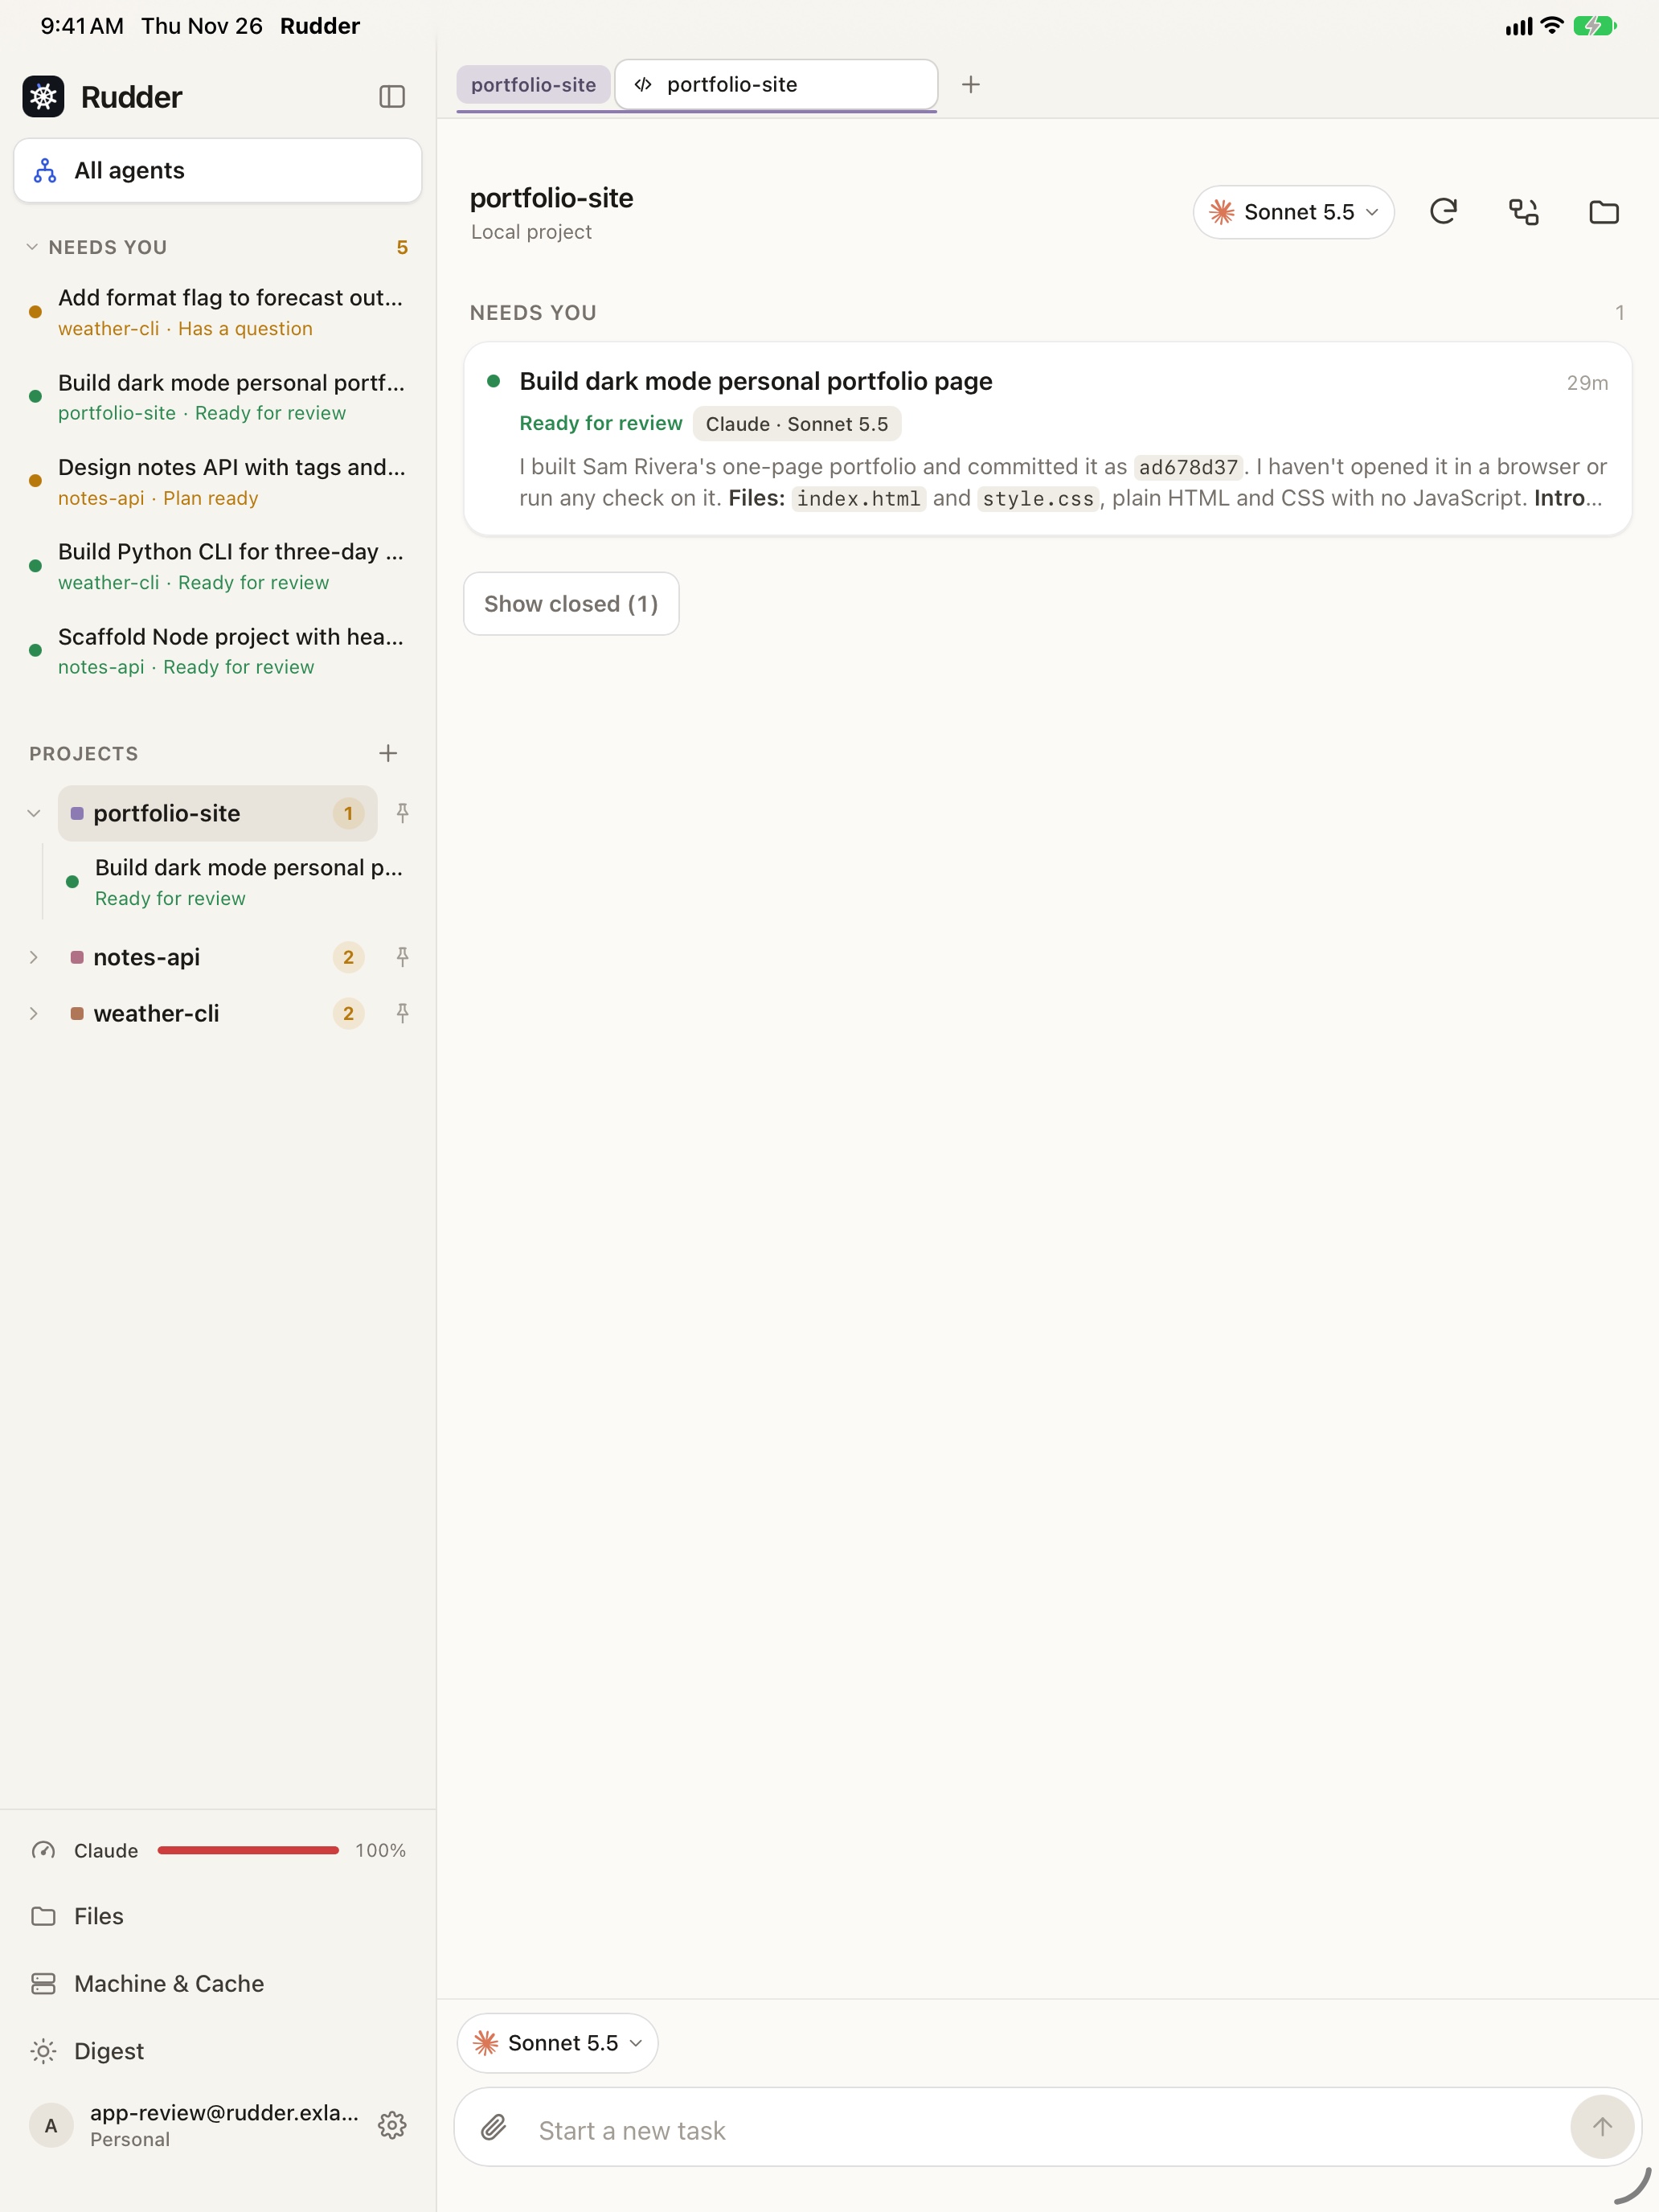 9:41 AM Thu Nov 26 Rudder
Rudder
All agents
NEEDS YOU 5
Add format flag to forecast out...
weather-cli · Has a question
Build dark mode personal portf...
portfolio-site · Ready for review
Design notes API with tags and...
notes-api · Plan ready
Build Python CLI for three-day ...
weather-cli · Ready for review
Scaffold Node project with hea...
notes-api · Ready for review
PROJECTS
portfolio-site 1
Build dark mode personal p...
Ready for review
notes-api 2
weather-cli 2
Claude 100%
Files
Machine & Cache
Digest
A
app-review@rudder.exla...
Personal
portfolio-site
portfolio-site
portfolio-site
Local project
Sonnet 5.5
NEEDS YOU 1
Build dark mode personal portfolio page 29m
Ready for review Claude · Sonnet 5.5
I built Sam Rivera's one-page portfolio and committed it as ad678d37. I haven't opened it in a browser or
run any check on it. Files: index.html and style.css, plain HTML and CSS with no JavaScript. Intro...
Show closed (1)
Sonnet 5.5
Start a new task